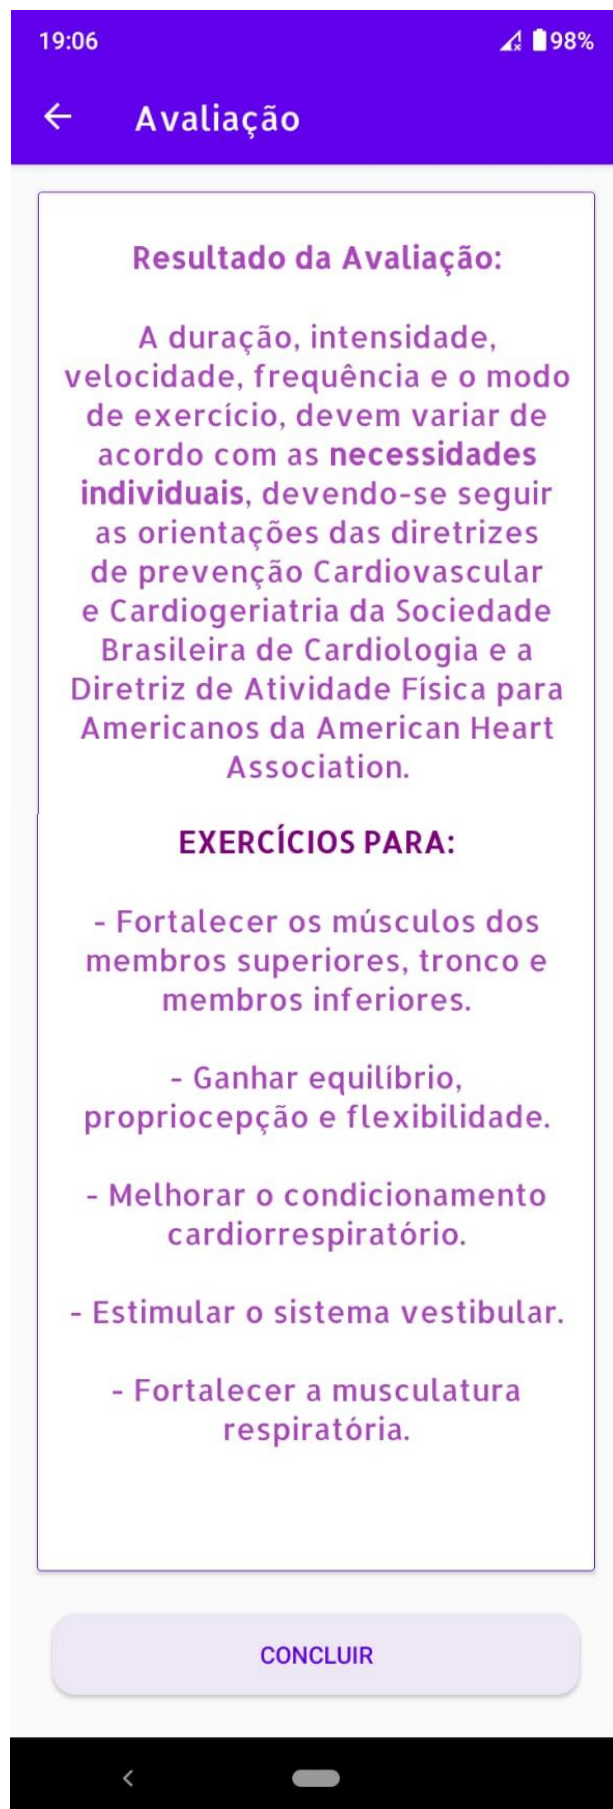 19:06
98%
Avaliação
Resultado da Avaliação:
A duração, intensidade,
velocidade, frequência e o modo
de exercício, devem variar de
acordo com as necessidades
individuais, devendo-se seguir
as orientações das diretrizes
de prevenção Cardiovascular
e Cardiogeriatria da Sociedade
Brasileira de Cardiologia e a
Diretriz de Atividade Física para
Americanos da American Heart
Association.
EXERCÍCIOS PARA:
- Fortalecer os músculos dos
membros superiores, tronco e
membros inferiores.
- Ganhar equilíbrio,
propriocepção e flexibilidade.
- Melhorar o condicionamento
cardiorrespiratório.
- Estimular o sistema vestibular.
- Fortalecer a musculatura
respiratória.
CONCLUIR